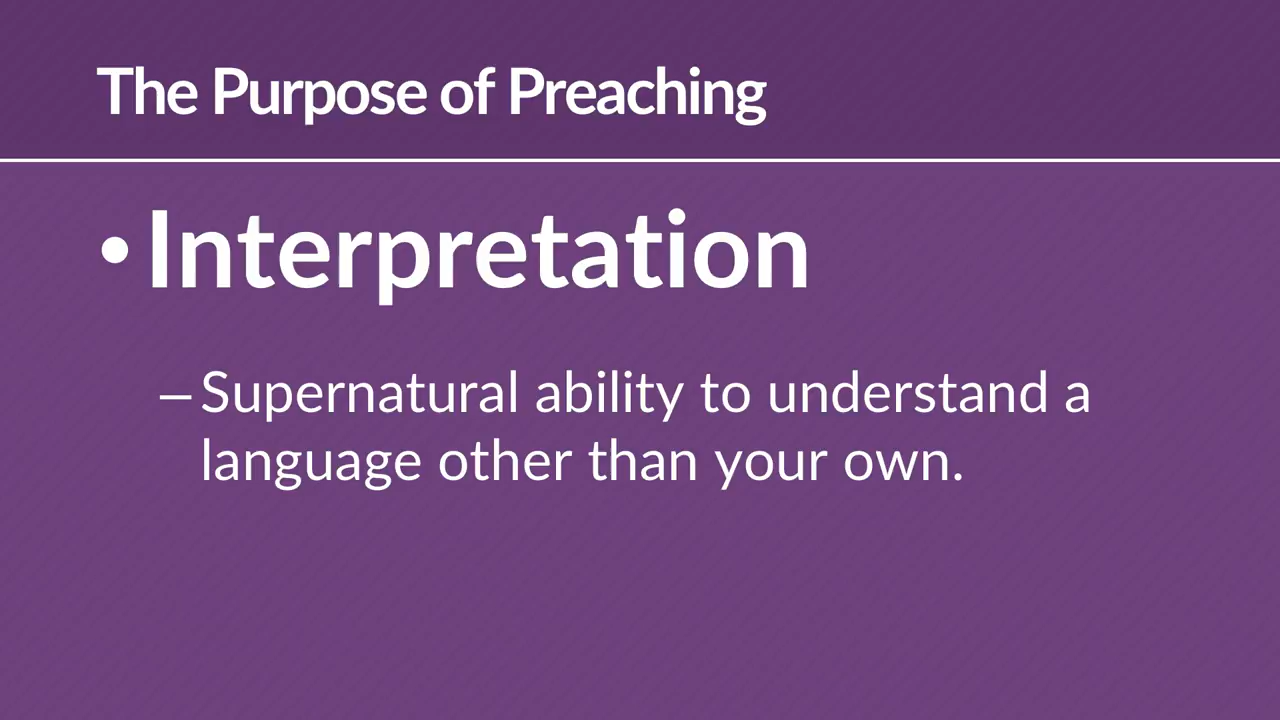 The Purpose of Preaching
• Interpretation
– Supernatural ability to understand a
language other than your own.